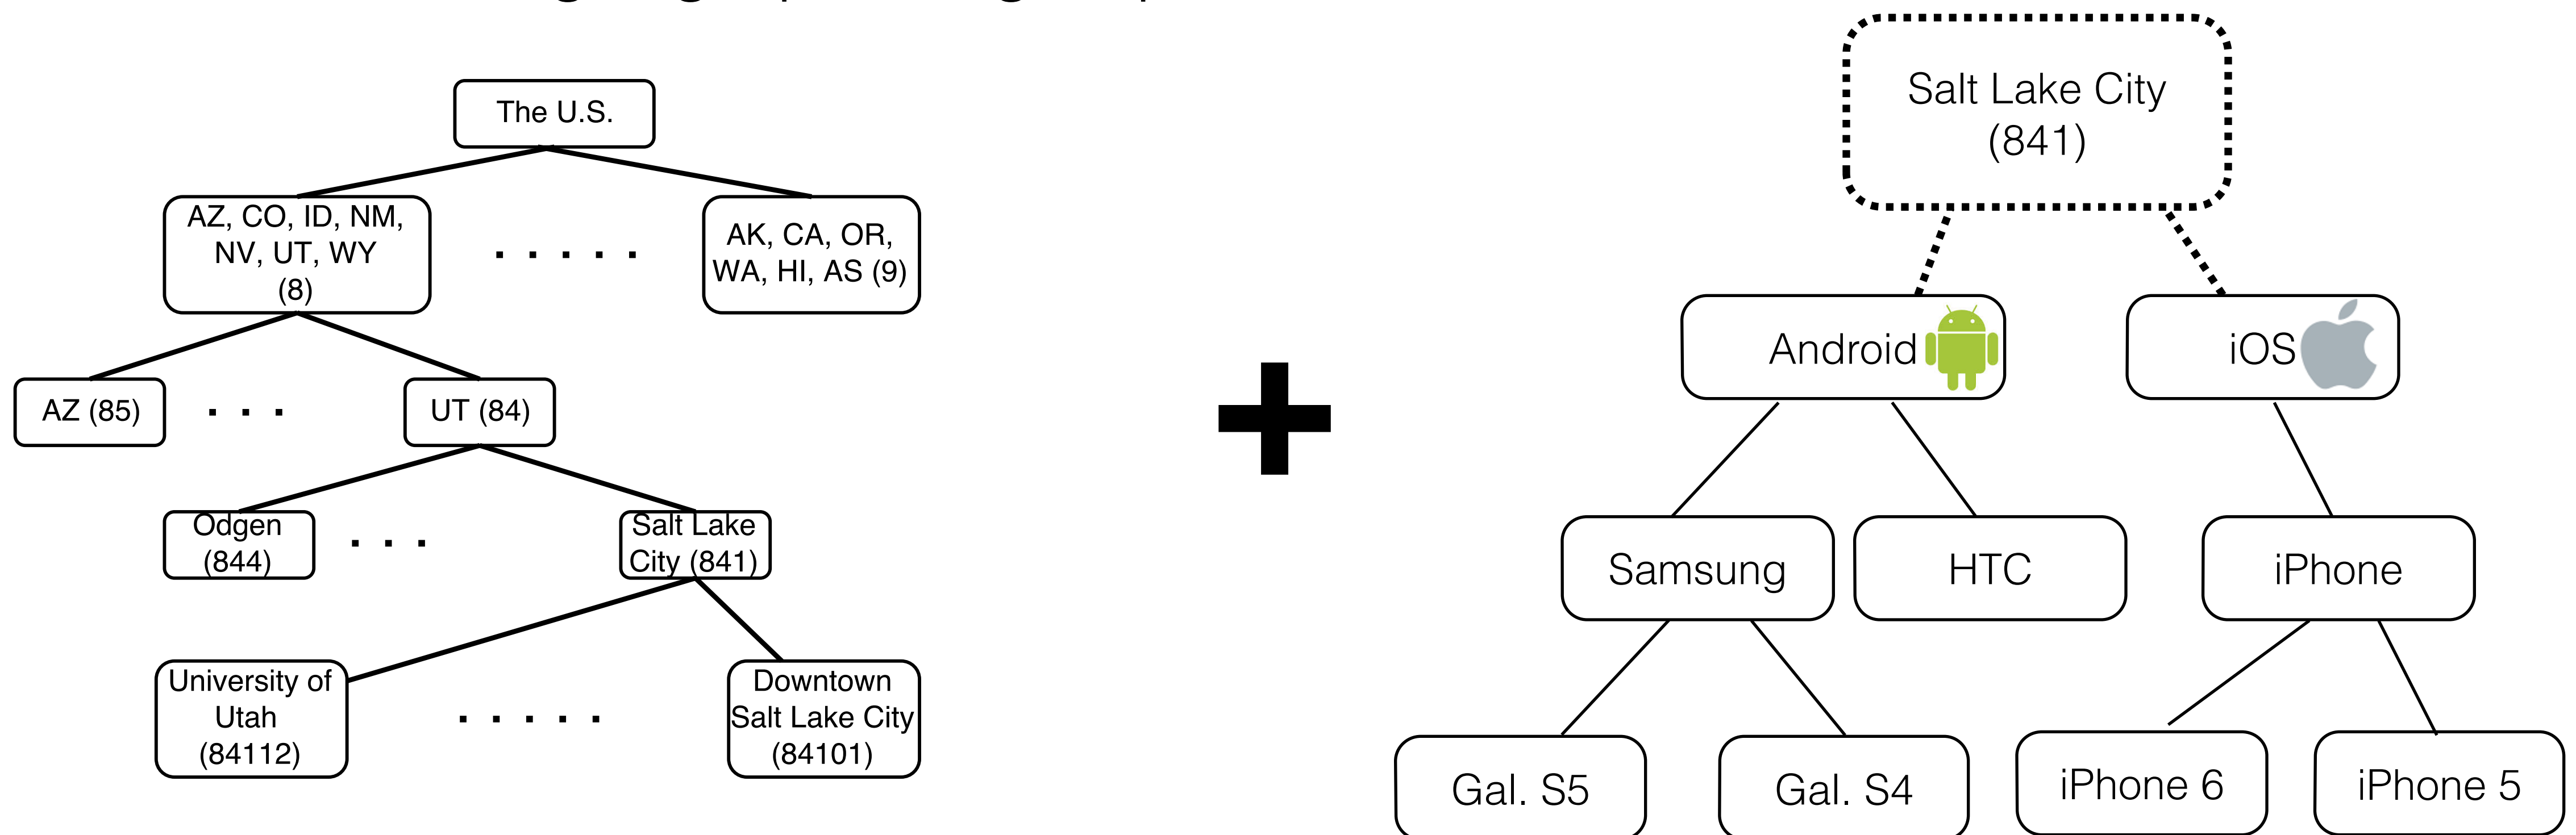 The U.S.
AZ, CO, ID, NM,
NV, UT, WY
(8)
. . . . .
AK, CA, OR,
WA, HI, AS (9)
AZ (85)
. . .
UT (84)
Odgen
(844)
. . .
Salt Lake
City (841)
University of
Utah
(84112)
. . . . .
Downtown
Salt Lake City
(84101)
+
Salt Lake City
(841)
Android
iOS
Samsung
HTC
iPhone
Gal. S5
Gal. S4
iPhone 6
iPhone 5